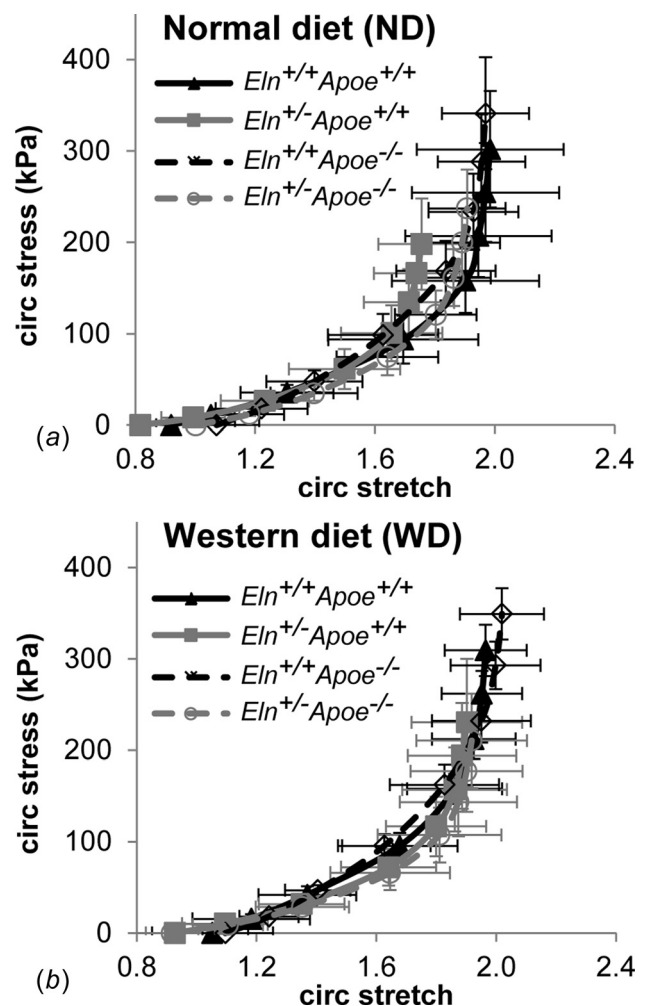 Normal diet (ND)
400
300
200
100
0
circ stress (kPa)
Eln+/+Apoe+/+
Eln+/-Apoe+/+
Eln+/+Apoe-/-
Eln+/-Apoe-/-
(a)
0.8 1.2 1.6 2.0 2.4
circ stretch
Western diet (WD)
400
300
200
100
0
circ stress (kPa)
Eln+/+Apoe+/+
Eln+/-Apoe+/+
Eln+/+Apoe-/-
Eln+/-Apoe-/-
(b)
0.8 1.2 1.6 2.0 2.4
circ stretch